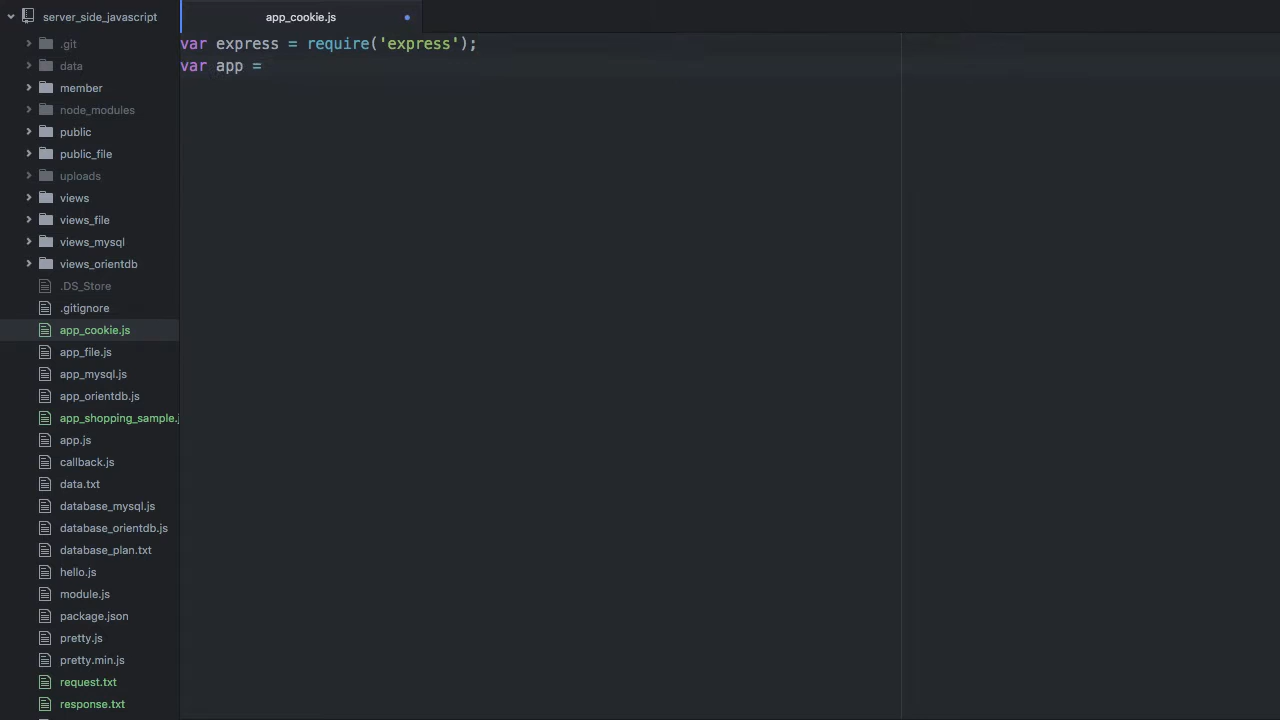 server_side_javascript
app_cookie.js
var express = require('express');
var app =
.git
data
member
node_modules
public
public_file
uploads
views
views_file
views_mysql
views_orientdb
.DS_Store
.gitignore
app_cookie.js
app_file.js
app_mysql.js
app_orientdb.js
app_shopping_sample.j
app.js
callback.js
data.txt
database_mysql.js
database_orientdb.js
database_plan.txt
hello.js
module.js
package.json
pretty.js
pretty.min.js
request.txt
response.txt